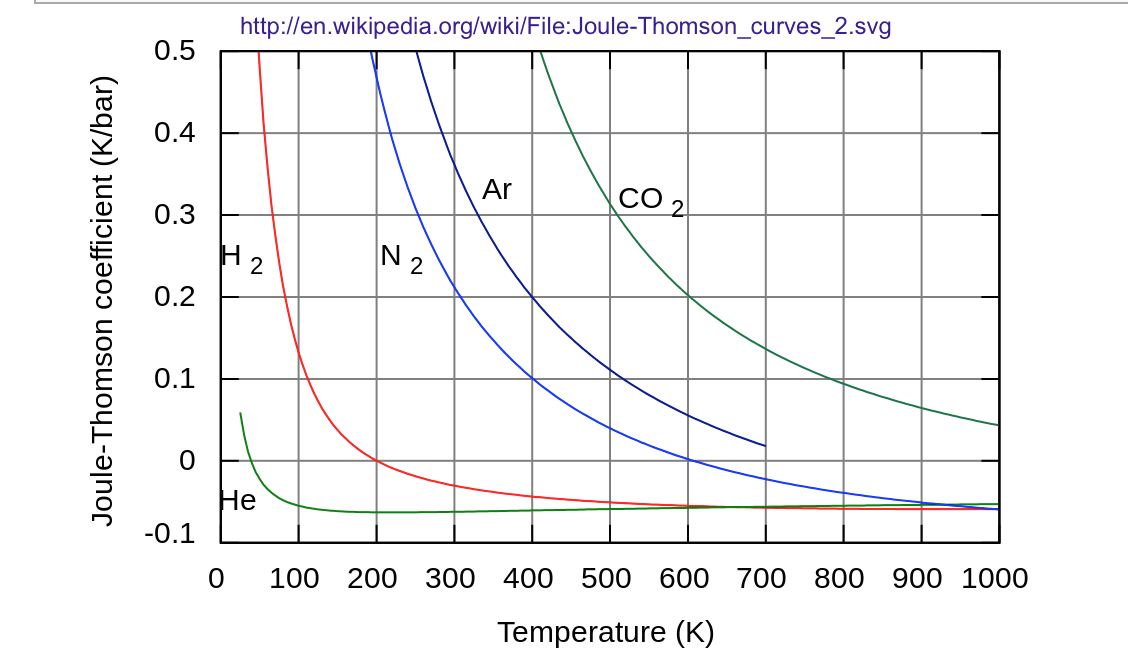 http://en.wikipedia.org/wiki/File:Joule-Thomson_curves_2.svg
Joule-Thomson coefficient (K/bar)
0.5
0.4
0.3
0.2
0.1
0
-0.1
Ar
CO 2
H 2
N 2
He
0 100 200 300 400 500 600 700 800 900 1000
Temperature (K)